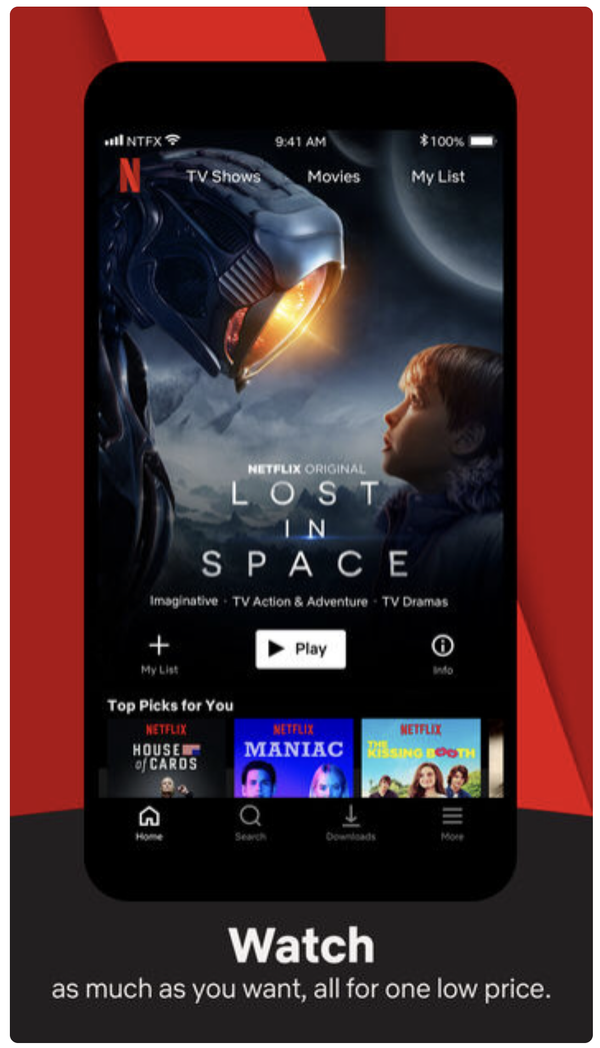 NTFX 9:41 AM 100%
N TV Shows Movies My List
NETFLIX ORIGINAL
LOST
IN
SPACE
Imaginative · TV Action & Adventure · TV Dramas
My List Play Info
Top Picks for You
NETFLIX NETFLIX NETFLIX
HOUSE of CARDS
MANIAC
THE KISSING BOOTH
Home Search Downloads More
Watch
as much as you want, all for one low price.